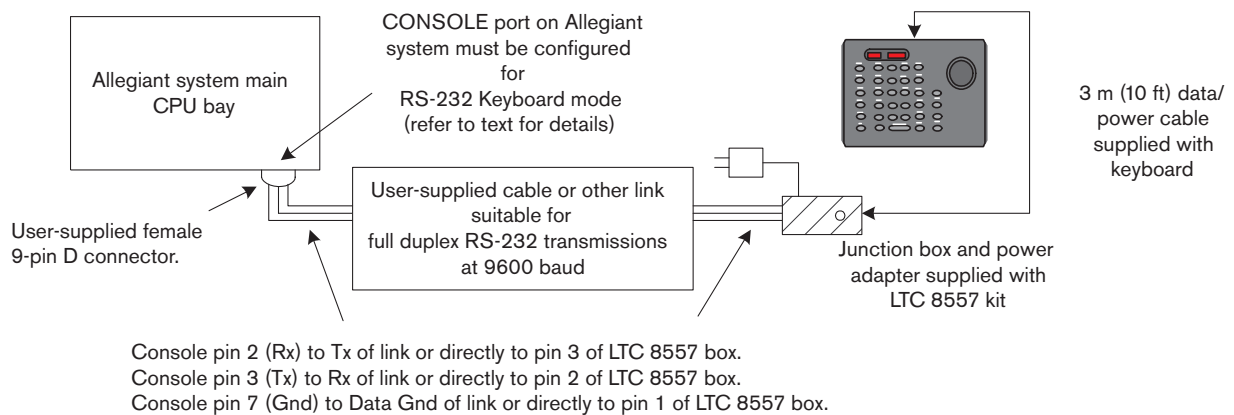 Allegiant system main
CPU bay
CONSOLE port on Allegiant
system must be configured
for
RS-232 Keyboard mode
(refer to text for details)
3 m (10 ft) data/
power cable
supplied with
keyboard
User-supplied female
9-pin D connector.
User-supplied cable or other link
suitable for
full duplex RS-232 transmissions
at 9600 baud
Junction box and power
adapter supplied with
LTC 8557 kit
Console pin 2 (Rx) to Tx of link or directly to pin 3 of LTC 8557 box.
Console pin 3 (Tx) to Rx of link or directly to pin 2 of LTC 8557 box.
Console pin 7 (Gnd) to Data Gnd of link or directly to pin 1 of LTC 8557 box.